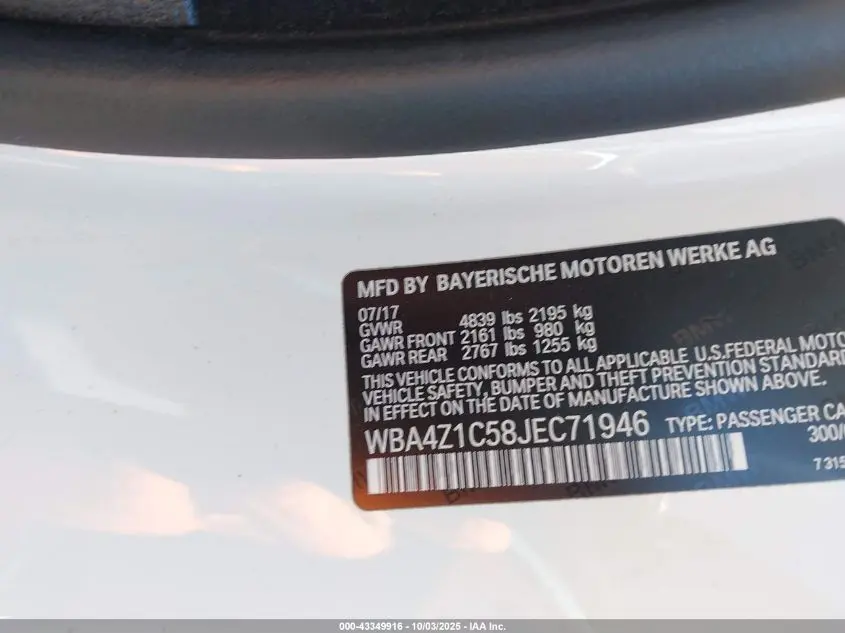 MFD BY BAYERISCHE MOTOREN WERKE AG
07/17
GVWR 4839 lbs 2195 kg
GAWR FRONT 2161 lbs 980 kg
GAWR REAR 2767 lbs 1255 kg
THIS VEHICLE CONFORMS TO ALL APPLICABLE U.S.FEDERAL MOTO
VEHICLE SAFETY, BUMPER AND THEFT PREVENTION STANDARD
IN EFFECT ON THE DATE OF MANUFACTURE SHOWN ABOVE.
WBA4Z1C58JEC71946 TYPE: PASSENGER CA
300/
7315
000-43349916 - 10/03/2025 - IAA Inc.